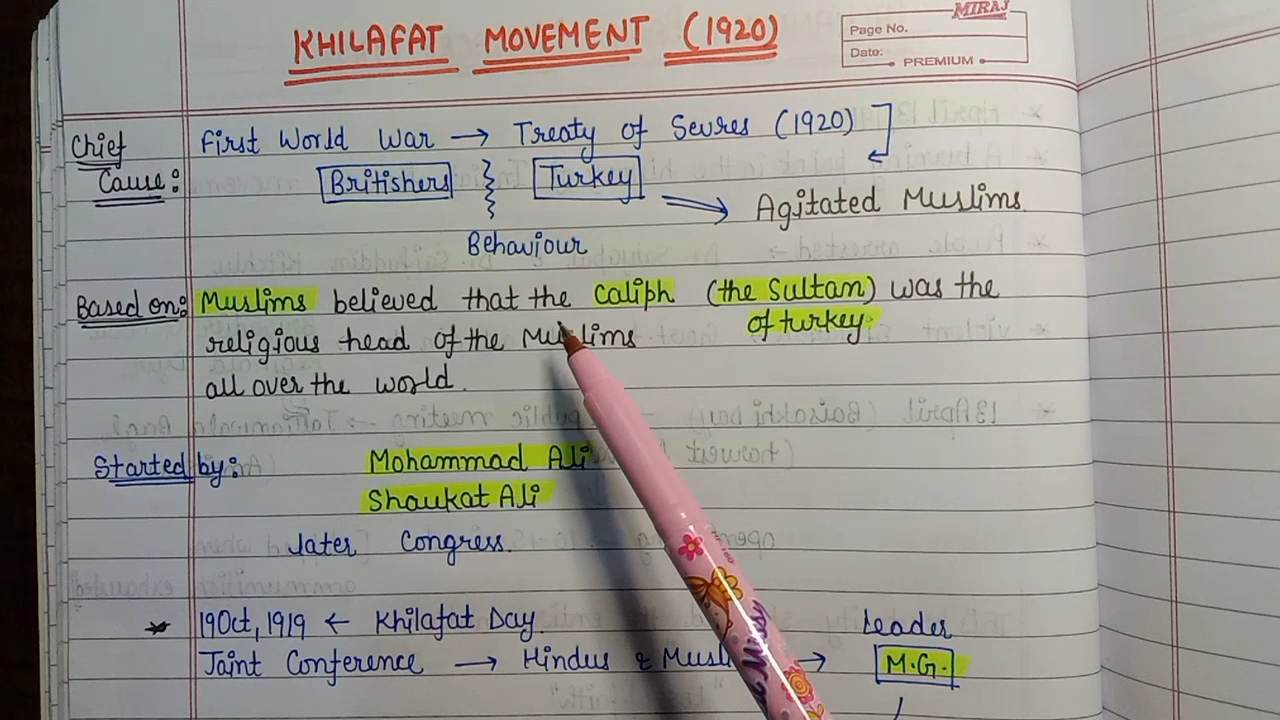 MIRAJ
KHILAFAT MOVEMENT (1920)
Page No.
Date:
PREMIUM
Chief Cause:
First World War → Treaty of Sevres (1920)
Britishers Turkey
⇒ Agitated Muslims
Behaviour
Based on: Muslims believed that the Caliph (the Sultan) was the
of turkey.
religious head of the Muslims
all over the world.
Started by: Mohammad Ali
Shaukat Ali
later Congress.
* 19Oct, 1919 ← Khilafat Day.
Leader
Joint Conference → Hindus & → M.G.